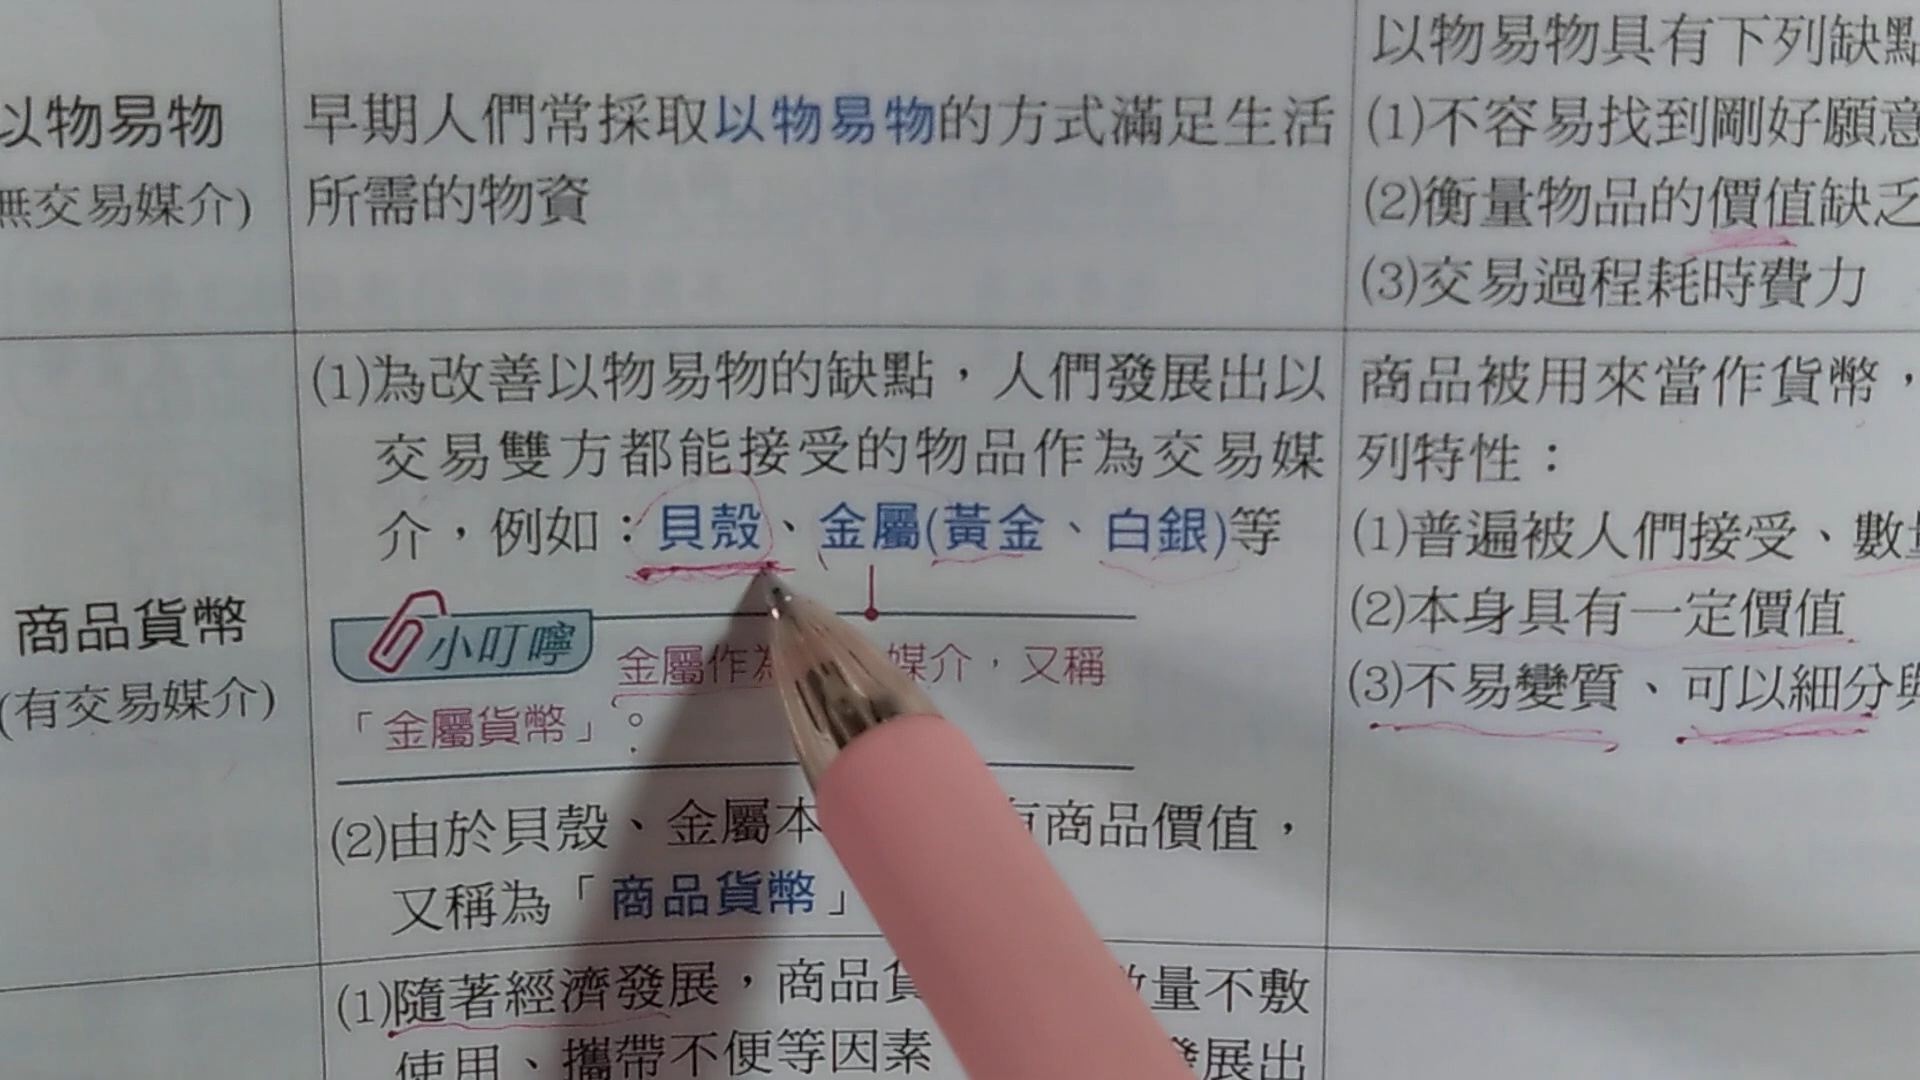 以物易物
(無交易媒介)
早期人們常採取以物易物的方式滿足生活
所需的物資
以物易物具有下列缺點
(1)不容易找到剛好願意
(2)衡量物品的價值缺乏
(3)交易過程耗時費力
商品貨幣
(有交易媒介)
(1)為改善以物易物的缺點，人們發展出以
交易雙方都能接受的物品作為交易媒
介，例如：貝殼、金屬(黃金、白銀)等
小叮嚀
金屬作為 媒介，又稱
「金屬貨幣」。
(2)由於貝殼、金屬本 商品價值，
又稱為「商品貨幣」
商品被用來當作貨幣，
列特性：
(1)普遍被人們接受、數
(2)本身具有一定價值
(3)不易變質、可以細分
(1)隨著經濟發展，商品 數量不敷
使用、攜帶不便等因素 發展出